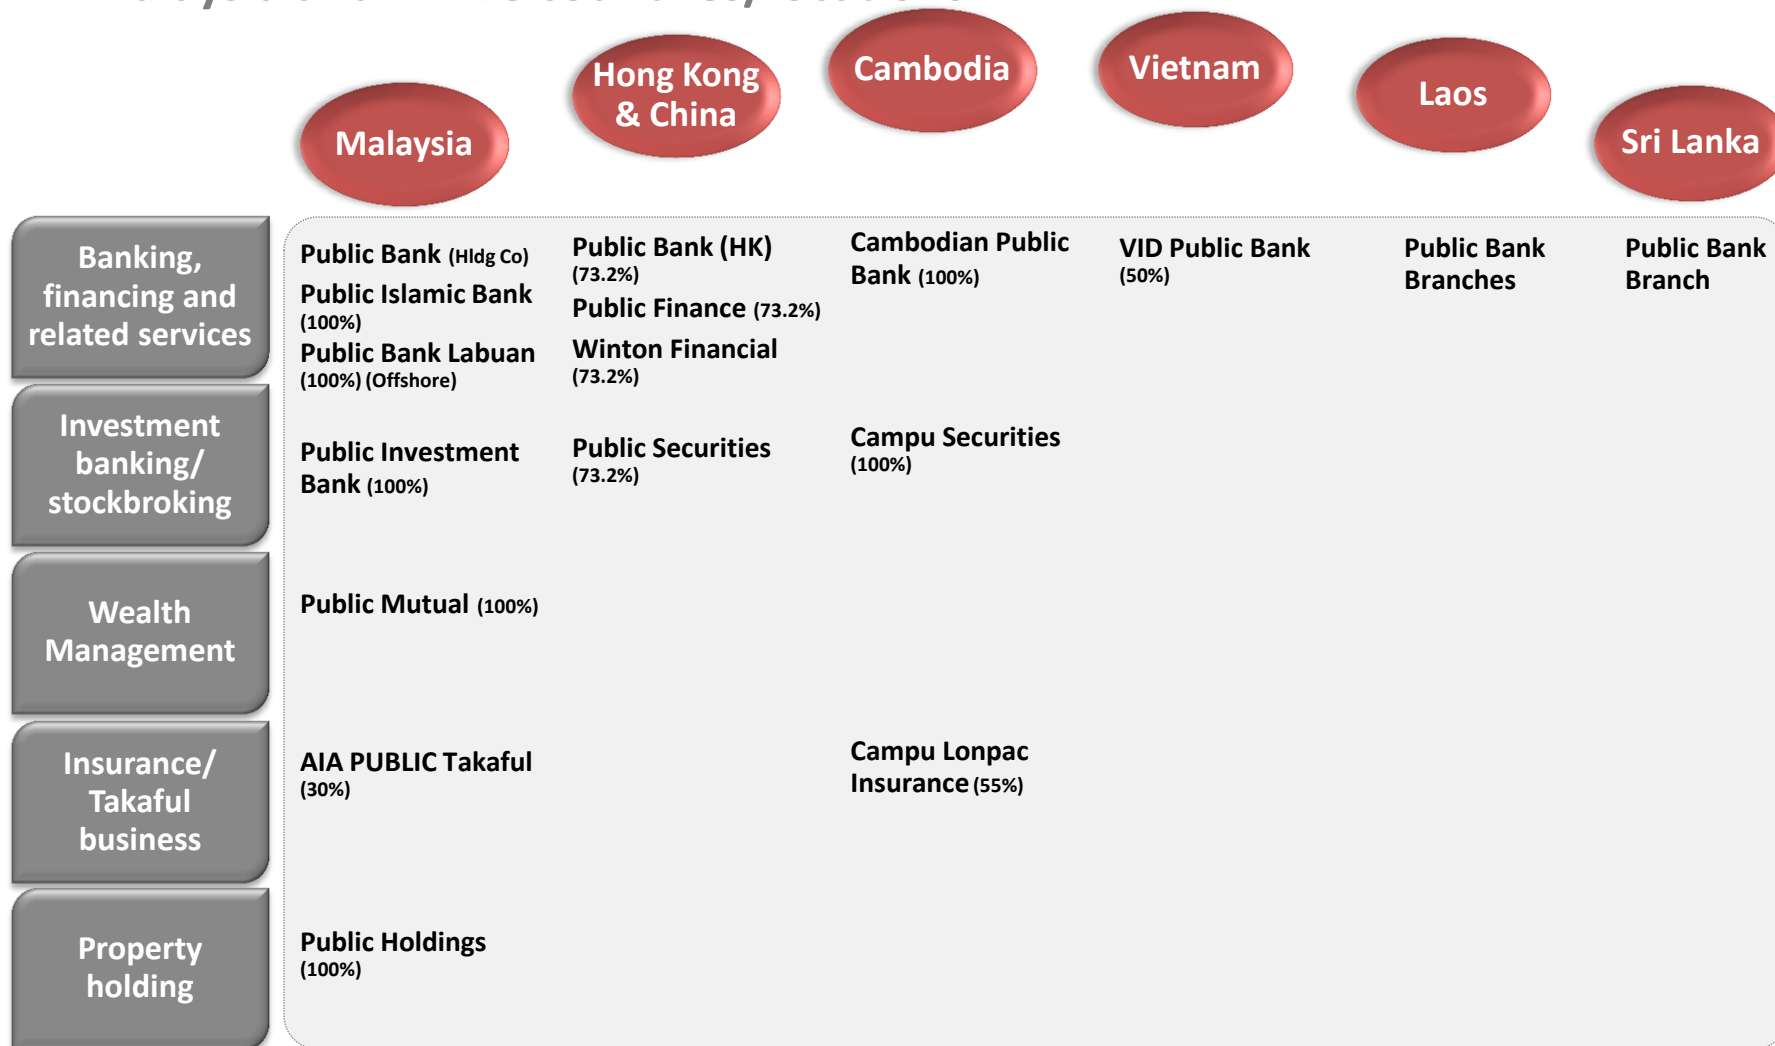 Hong Kong
& China
Cambodia
Vietnam
Laos
Malaysia
Sri Lanka
Banking,
financing and
related services
Public Bank (Hldg Co)
Public Islamic Bank
(100%)
Public Bank Labuan
(100%) (Offshore)
Public Bank (HK)
(73.2%)
Public Finance (73.2%)
Winton Financial
(73.2%)
Cambodian Public
Bank (100%)
VID Public Bank
(50%)
Public Bank
Branches
Public Bank
Branch
Investment
banking/
stockbroking
Public Investment
Bank (100%)
Public Securities
(73.2%)
Campu Securities
(100%)
Wealth
Management
Public Mutual (100%)
Insurance/
Takaful
business
AIA PUBLIC Takaful
(30%)
Campu Lonpac
Insurance (55%)
Property
holding
Public Holdings
(100%)